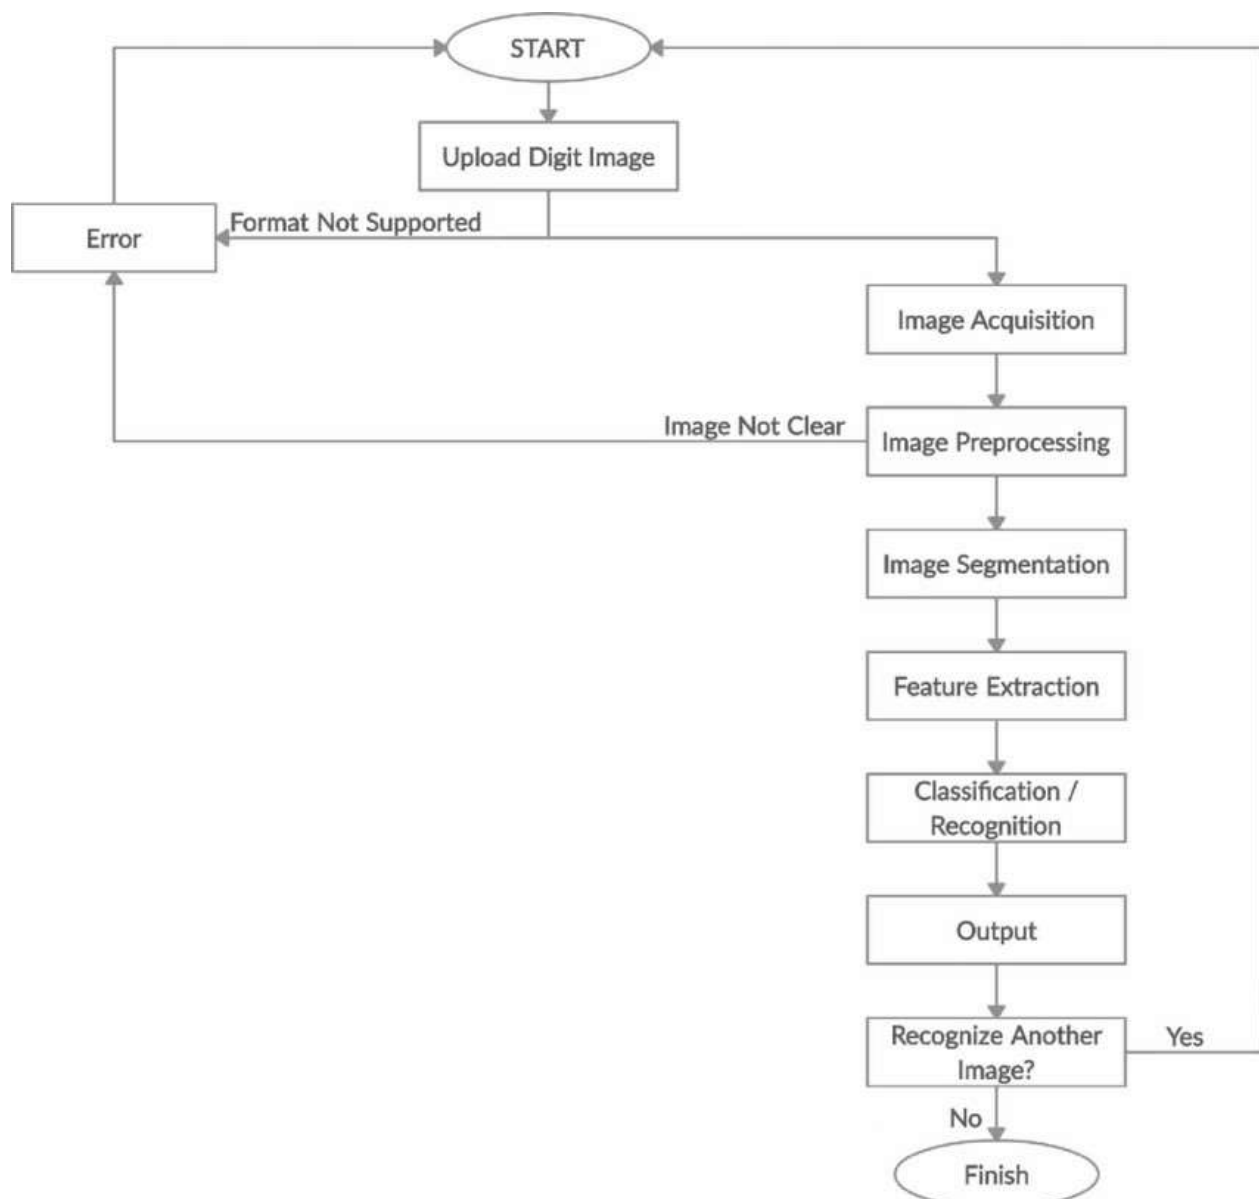 START
Upload Digit Image
Format Not Supported
Error
Image Acquisition
Image Not Clear
Image Preprocessing
Image Segmentation
Feature Extraction
Classification /
Recognition
Output
Recognize Another
Image?
Yes
No
Finish